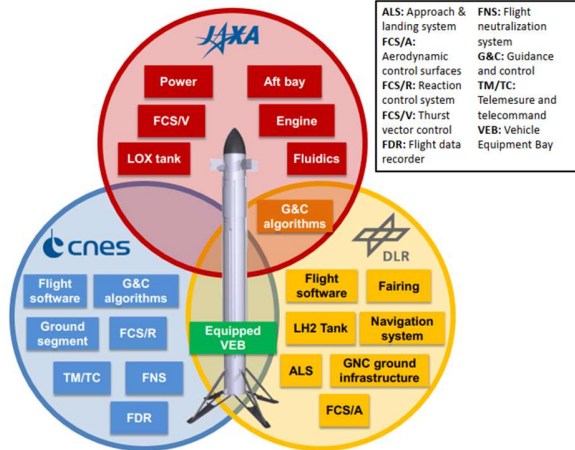 JAXA
Power
Aft bay
FCS/V
Engine
LOX tank
Fluidics
G&C
algorithms
cnes
Flight
software
G&C
algorithms
Ground
segment
FCS/R
TM/TC
FNS
FDR
Equipped
VEB
DLR
Flight
software
Fairing
LH2 Tank
Navigation
system
ALS
GNC ground
infrastructure
FCS/A
ALS: Approach &
landing system
FCS/A:
Aerodynamic
control surfaces
FCS/R: Reaction
control system
FCS/V: Thurst
vector control
FDR: Flight data
recorder
FNS: Flight
neutralization
system
G&C: Guidance
and control
TM/TC:
Telemesure and
telecommand
VEB: Vehicle
Equipment Bay